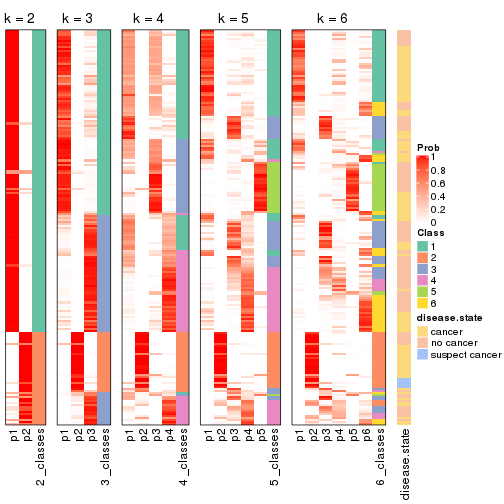 k = 2 k = 3 k = 4 k = 5 k = 6
Prob
1
0.8
0.6
0.4
0.2
0
Class
1
2
3
4
5
6
disease.state
cancer
no cancer
suspect cancer
p1 p2 2_classes p1 p2 p3 3_classes p1 p2 p3 p4 4_classes p1 p2 p3 p4 p5 5_classes p1 p2 p3 p4 p5 p6 6_classes disease.state